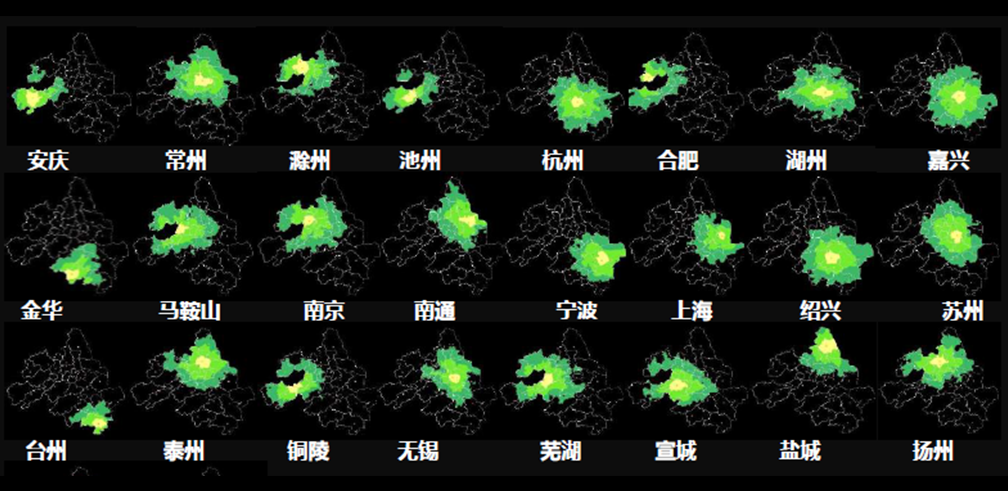 安庆 常州 滁州 池州 杭州 合肥 湖州 嘉兴
金华 马鞍山 南京 南通 宁波 上海 绍兴 苏州
台州 泰州 铜陵 无锡 芜湖 宣城 盐城 扬州